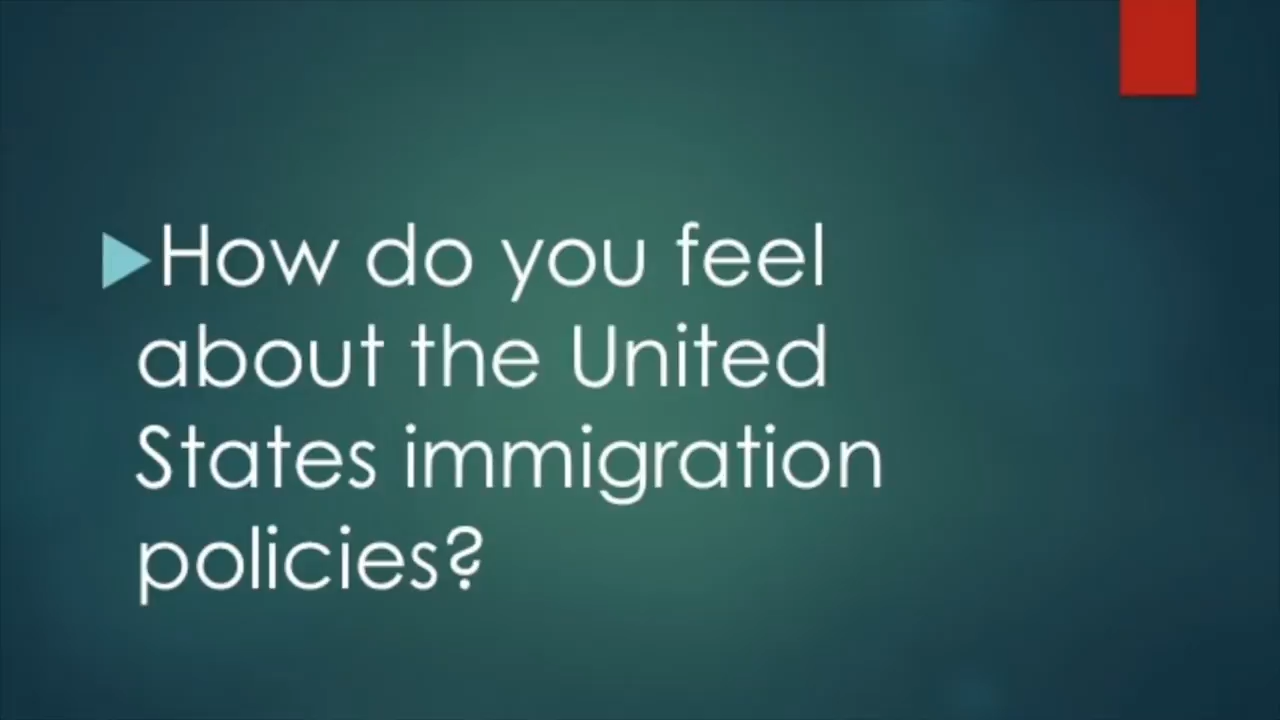 How do you feel
about the United
States immigration
policies?